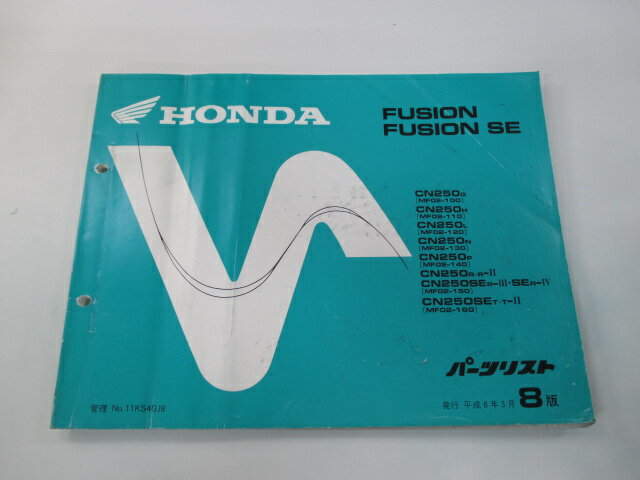 HONDA
FUSION
FUSION SE
CN250G
[MF02-100]
CN250H
[MF02-110]
CN250L
[MF02-120]
CN250N
[MF02-130]
CN250P
[MF02-140]
CN250R·R-II
CN250SER-III·SER-IV
[MF02-150]
CN250SET·T-II
[MF02-160]
パーツリスト
管理 No.11KS4GJ8
発行 平成8年3月 8版